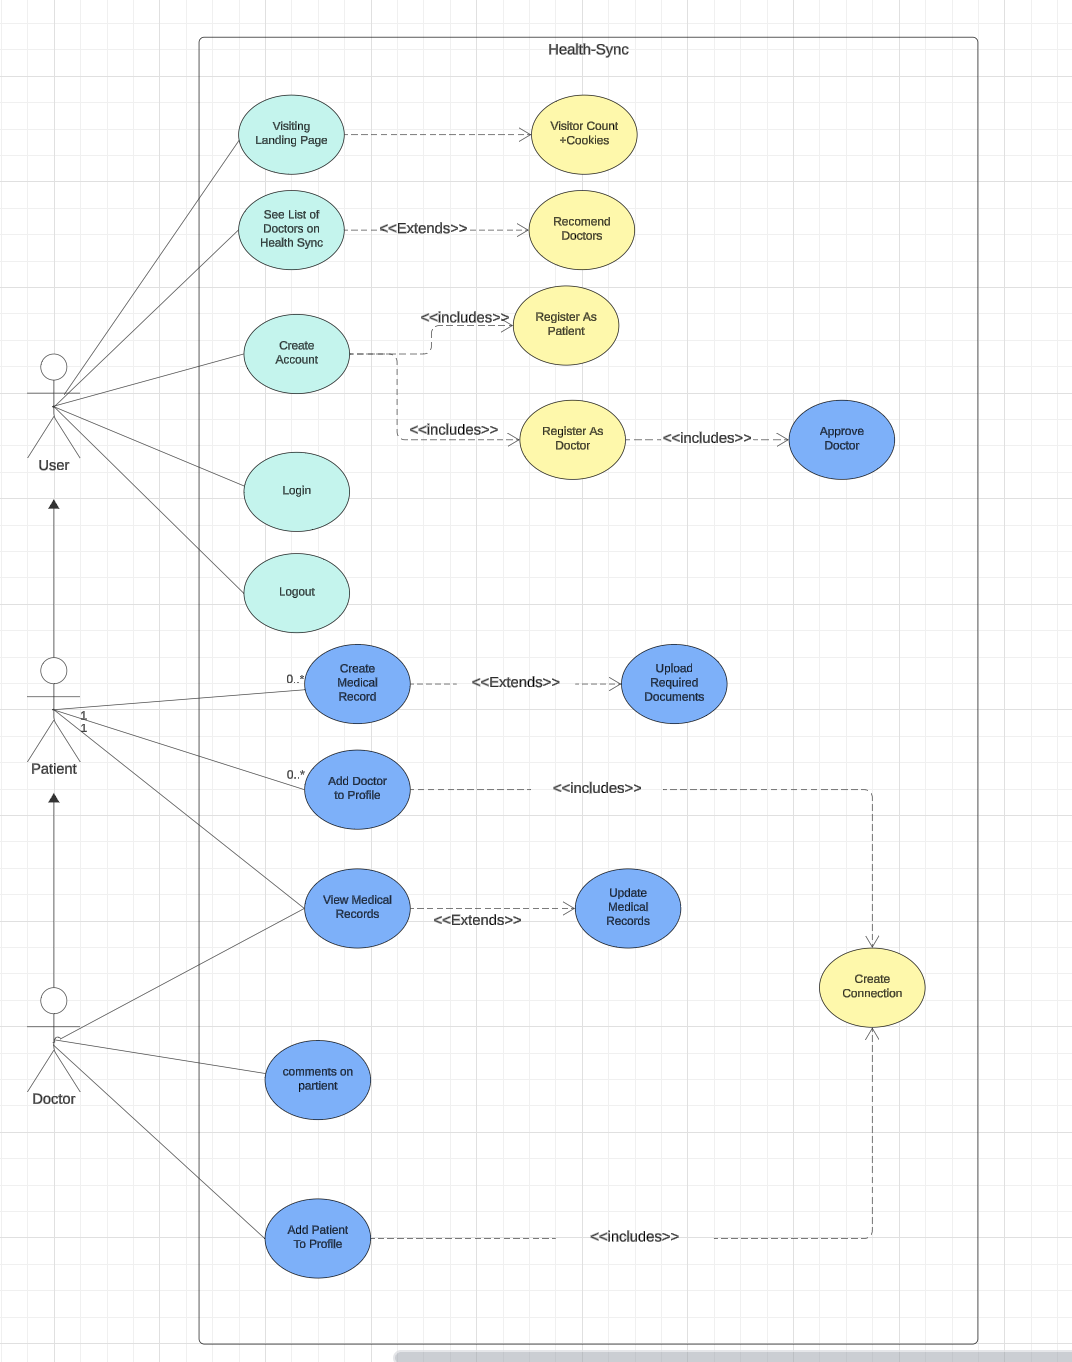 Health-Sync
Visiting
Landing Page
Visitor Count
+Cookies
See List of
Doctors on
Health Sync
<<Extends>>
Recomend
Doctors
<<includes>>
Register As
Patient
Create
Account
<<includes>>
Register As
Doctor
<<includes>>
Approve
Doctor
User
Login
Logout
0..*
Create
Medical
Record
<<Extends>>
Upload
Required
Documents
1
1
Patient
0..*
Add Doctor
to Profile
<<includes>>
View Medical
Records
<<Extends>>
Update
Medical
Records
Create
Connection
Doctor
comments on
partient
Add Patient
To Profile
<<includes>>